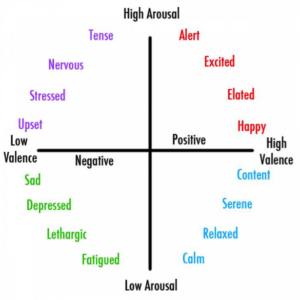 High Arousal
Tense
Alert
Nervous
Excited
Stressed
Elated
Upset
Happy
Low
Valence
Negative
Positive
High
Valence
Sad
Content
Depressed
Serene
Lethargic
Relaxed
Fatigued
Calm
Low Arousal